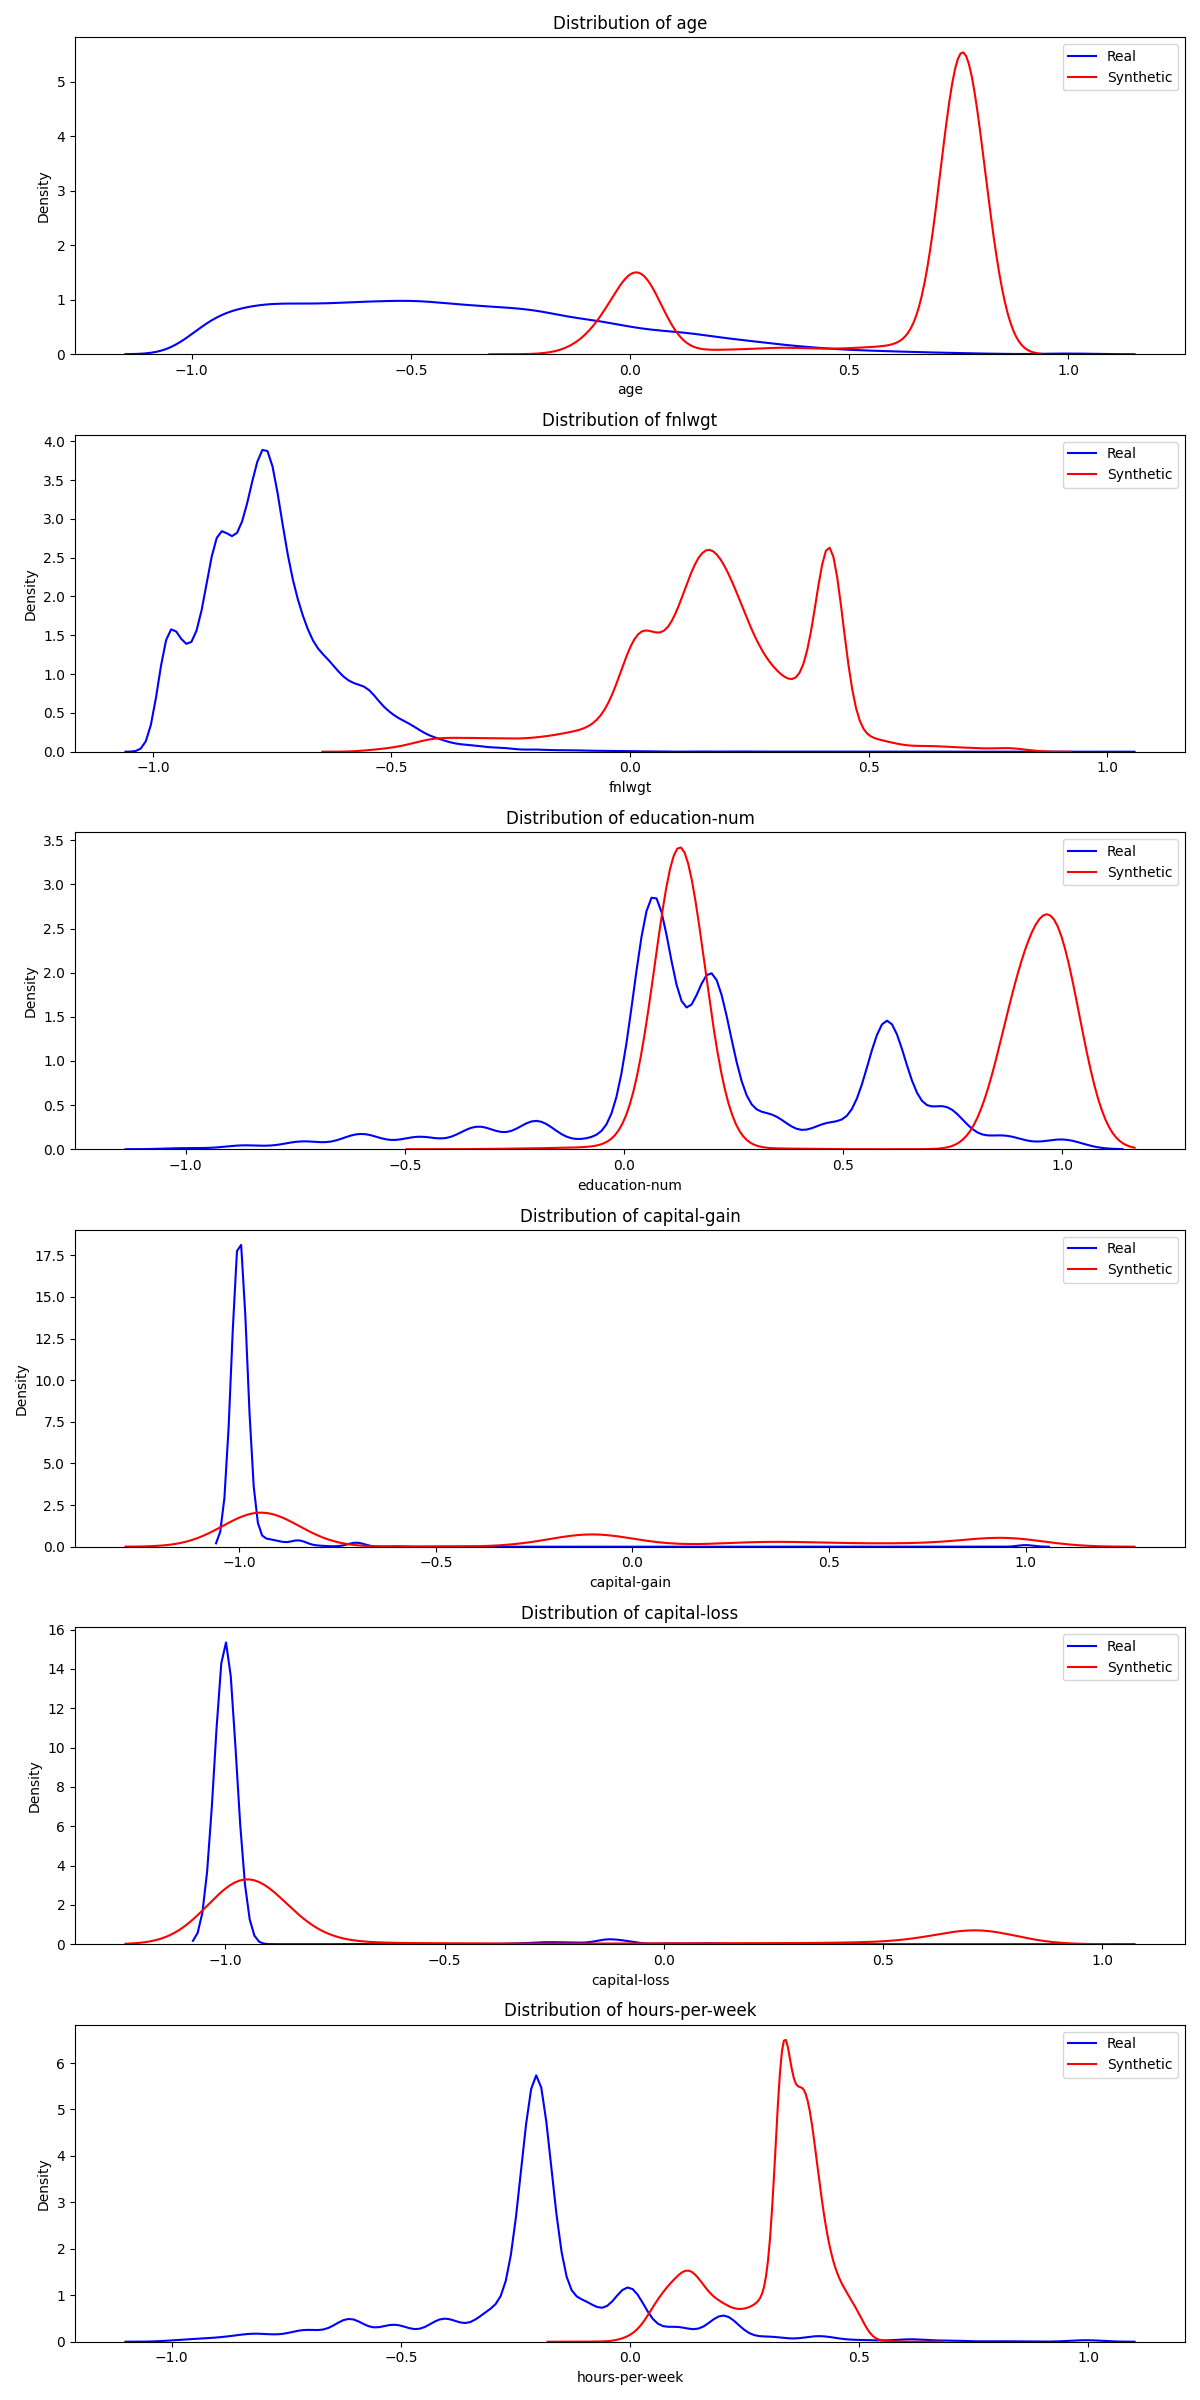 Distribution of age
Real
Synthetic
5
4
3
2
1
0
Density
−1.0 −0.5 0.0 0.5 1.0
age
Distribution of fnlwgt
Real
Synthetic
4.0
3.5
3.0
2.5
2.0
1.5
1.0
0.5
0.0
Density
−1.0 −0.5 0.0 0.5 1.0
fnlwgt
Distribution of education-num
Real
Synthetic
3.5
3.0
2.5
2.0
1.5
1.0
0.5
0.0
Density
−1.0 −0.5 0.0 0.5 1.0
education-num
Distribution of capital-gain
Real
Synthetic
17.5
15.0
12.5
10.0
7.5
5.0
2.5
0.0
Density
−1.0 −0.5 0.0 0.5 1.0
capital-gain
Distribution of capital-loss
Real
Synthetic
16
14
12
10
8
6
4
2
0
Density
−1.0 −0.5 0.0 0.5 1.0
capital-loss
Distribution of hours-per-week
Real
Synthetic
6
5
4
3
2
1
0
Density
−1.0 −0.5 0.0 0.5 1.0
hours-per-week